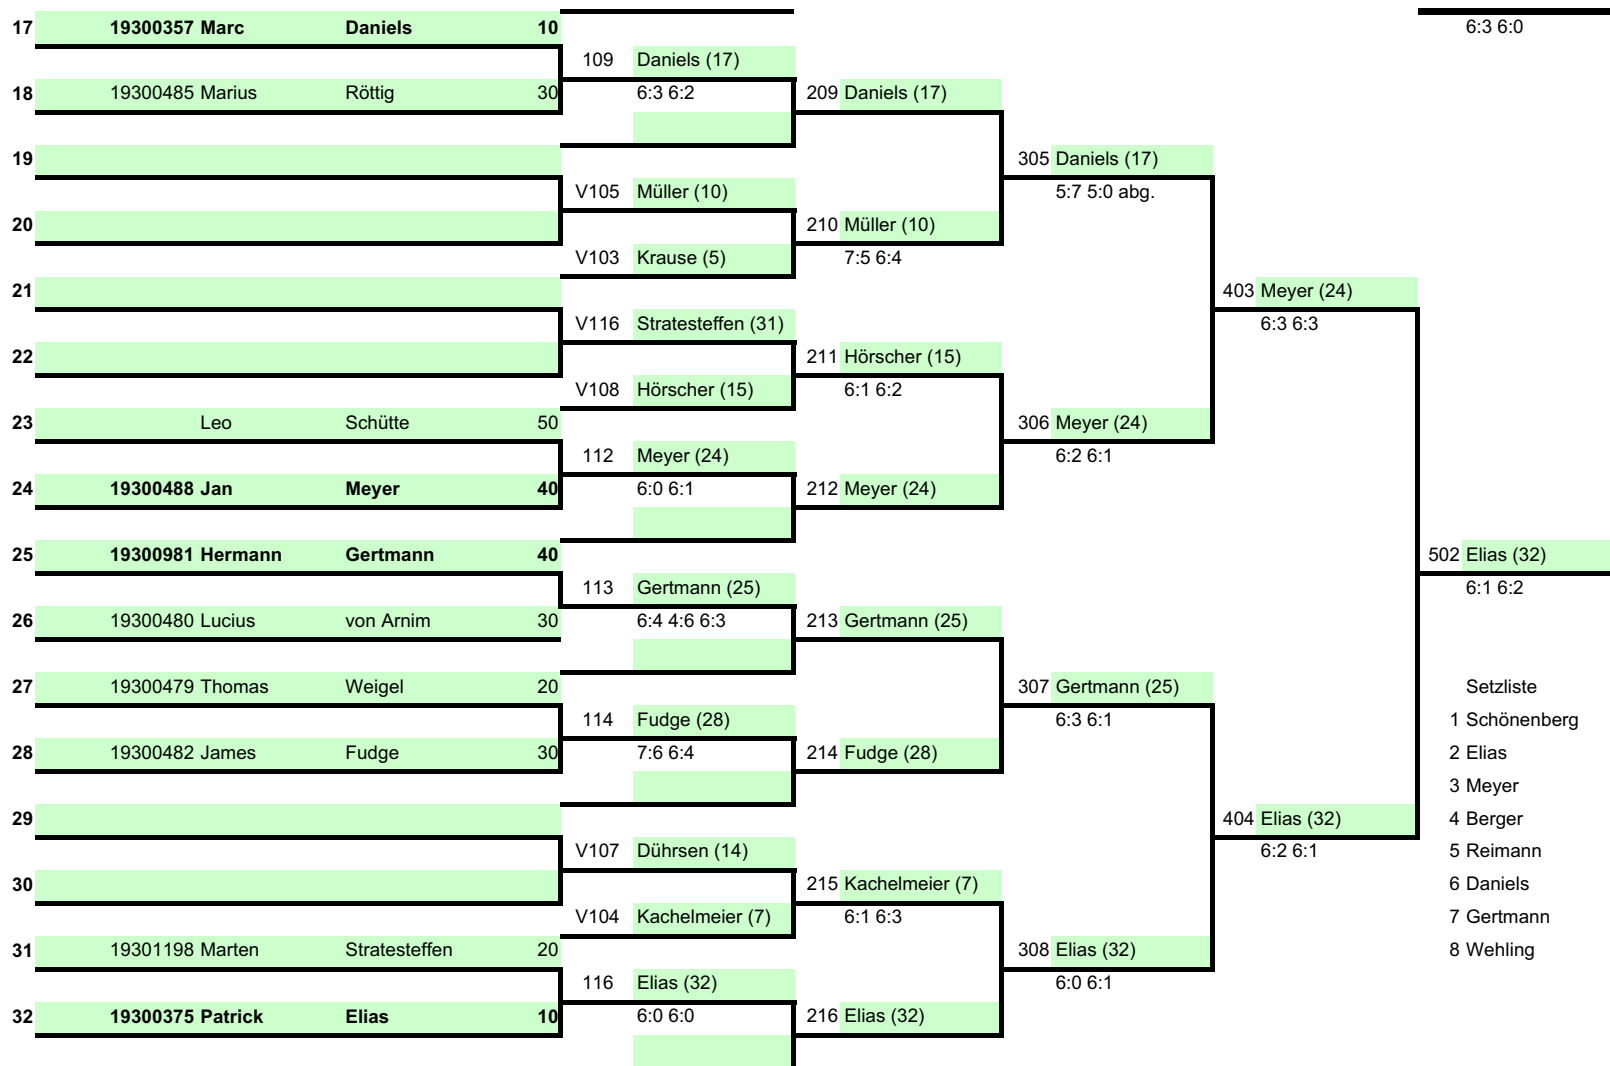 17 19300357 Marc Daniels 10 6:3 6:0
109 Daniels (17)
18 19300485 Marius Röttig 30 6:3 6:2 209 Daniels (17)
19 305 Daniels (17)
V105 Müller (10) 5:7 5:0 abg.
20 210 Müller (10)
V103 Krause (5) 7:5 6:4
21 403 Meyer (24)
V116 Stratesteffen (31) 6:3 6:3
22 211 Hörscher (15)
V108 Hörscher (15) 6:1 6:2
23 Leo Schütte 50 306 Meyer (24)
112 Meyer (24) 6:2 6:1
24 19300488 Jan Meyer 40 6:0 6:1 212 Meyer (24)
25 19300981 Hermann Gertmann 40 502 Elias (32)
113 Gertmann (25) 6:1 6:2
26 19300480 Lucius von Arnim 30 6:4 4:6 6:3 213 Gertmann (25)
27 19300479 Thomas Weigel 20 307 Gertmann (25) Setzliste
114 Fudge (28) 6:3 6:1 1 Schönenberg
28 19300482 James Fudge 30 7:6 6:4 214 Fudge (28) 2 Elias
3 Meyer
29 404 Elias (32) 4 Berger
V107 Dührsen (14) 6:2 6:1 5 Reimann
30 215 Kachelmeier (7) 6 Daniels
V104 Kachelmeier (7) 6:1 6:3 7 Gertmann
31 19301198 Marten Stratesteffen 20 308 Elias (32) 8 Wehling
116 Elias (32) 6:0 6:1
32 19300375 Patrick Elias 10 6:0 6:0 216 Elias (32)